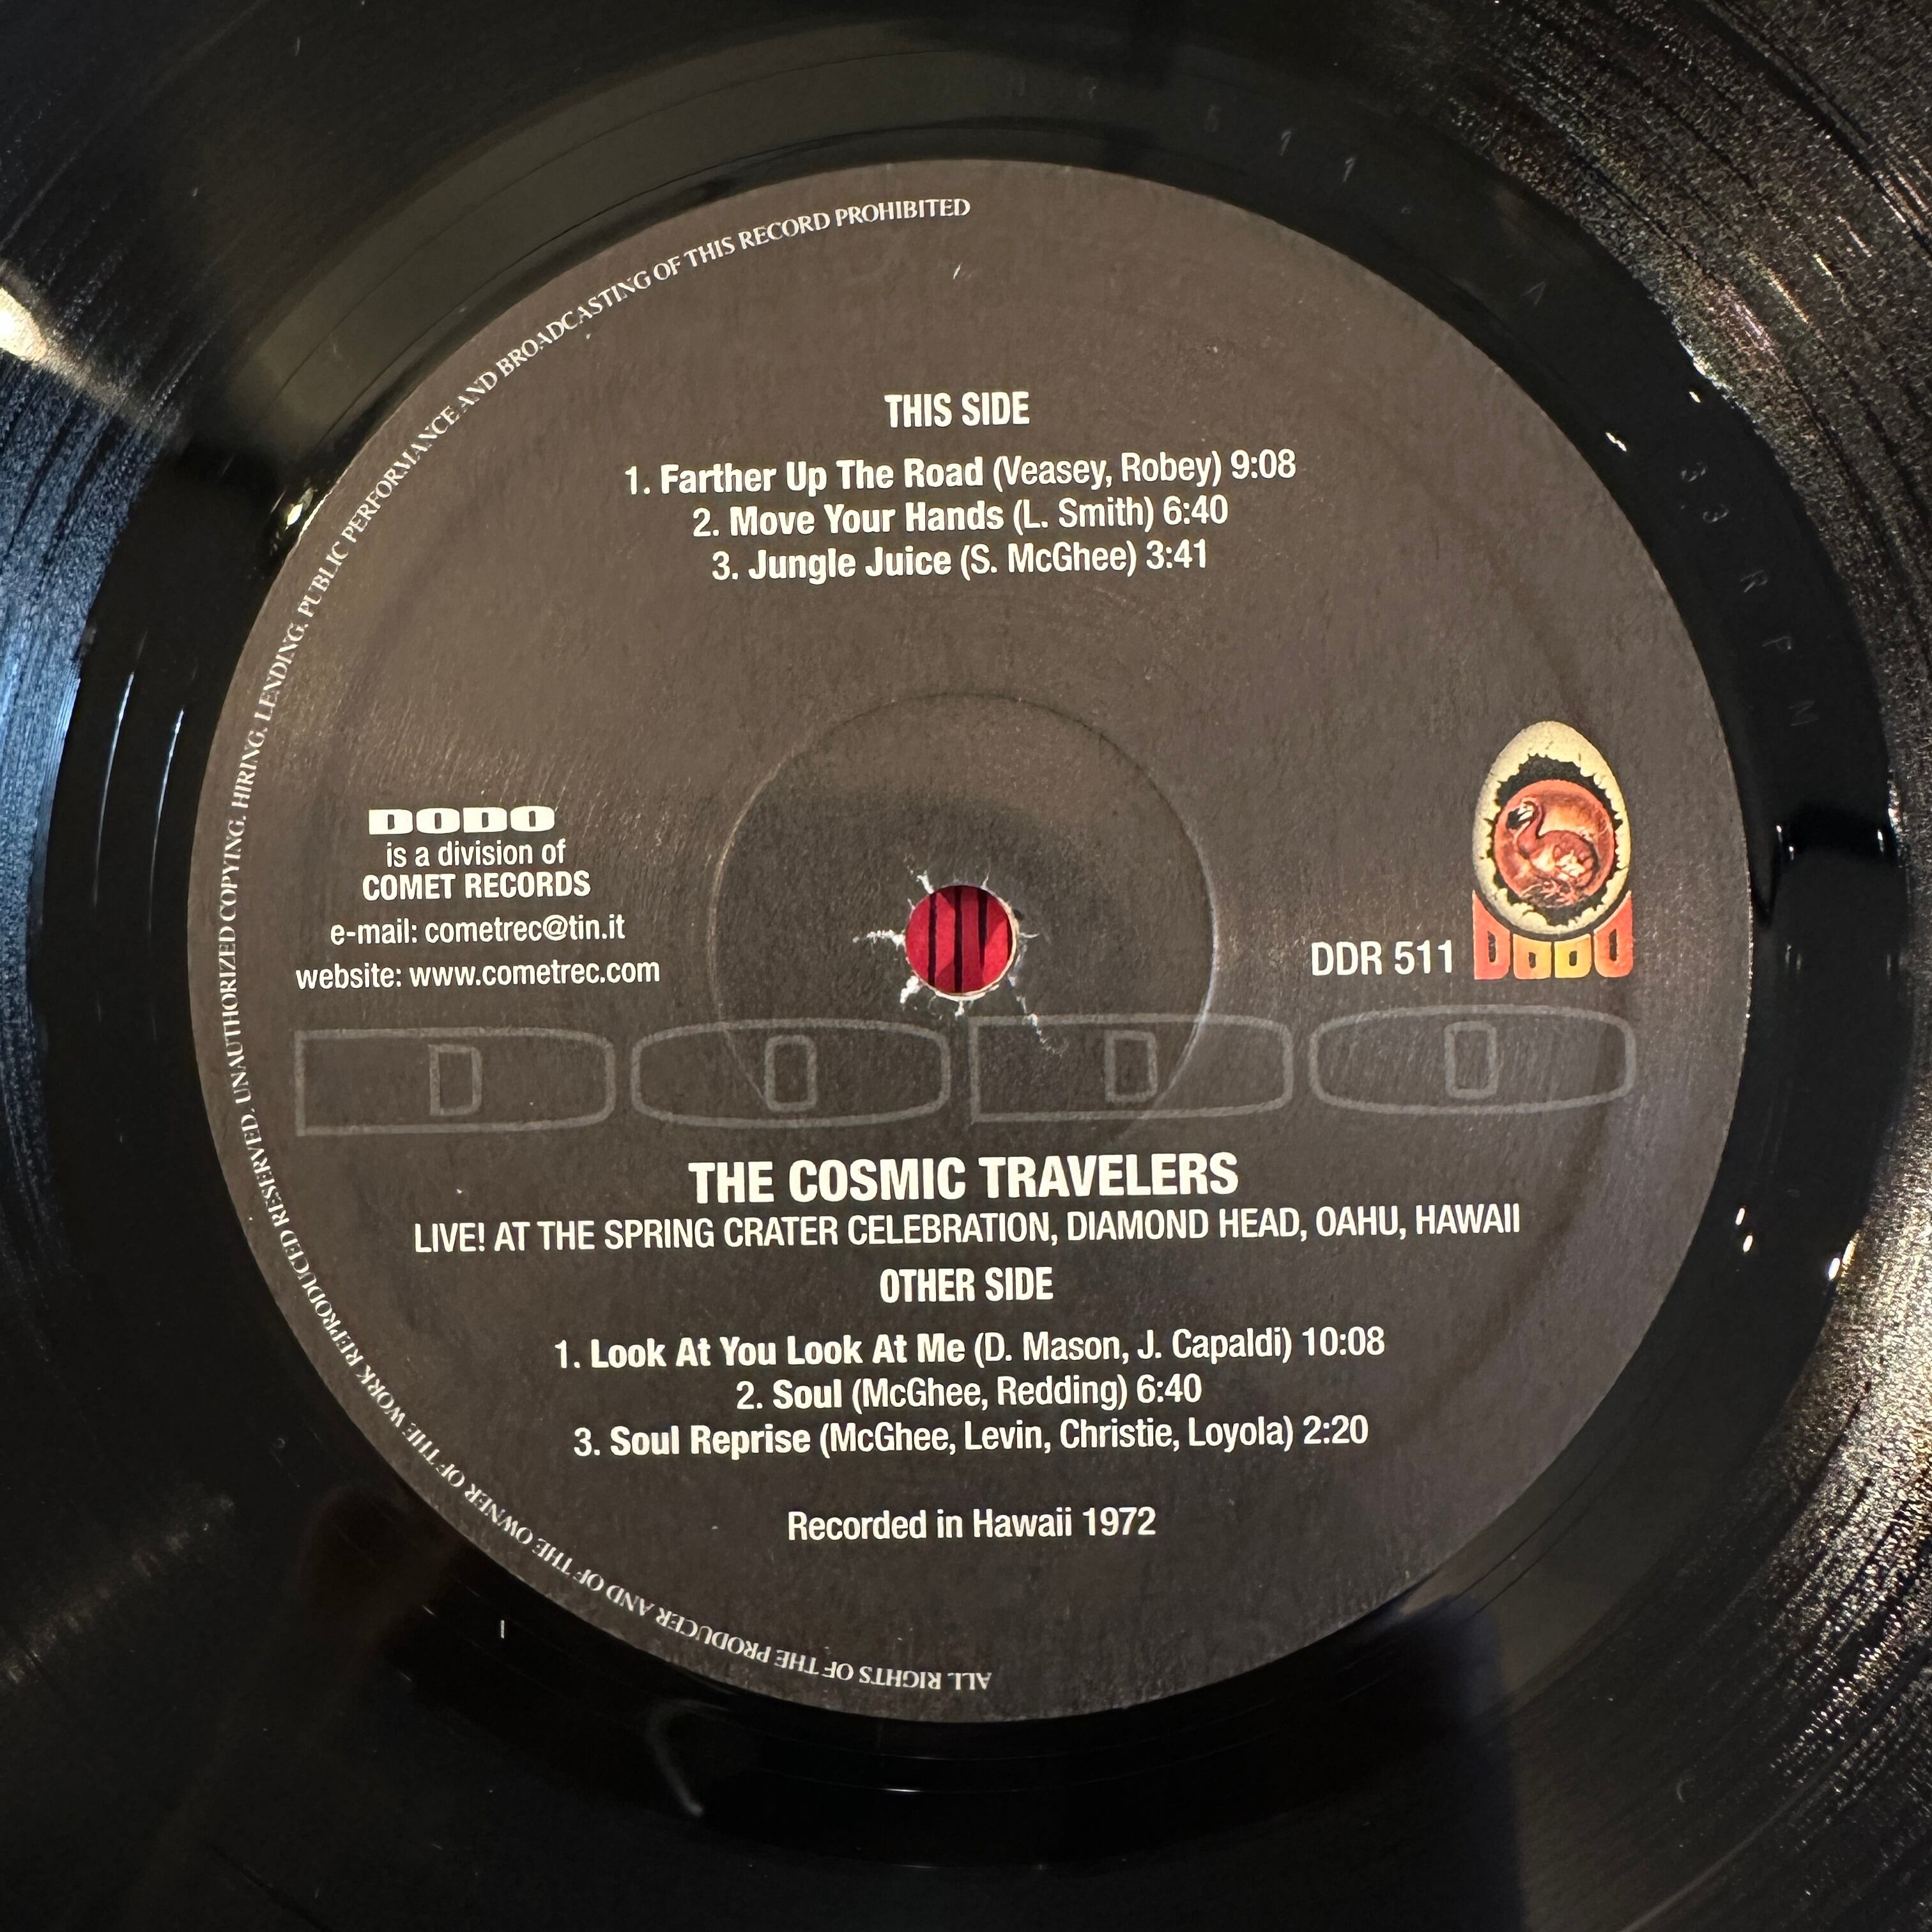 ALL RIGHTS OF THE PRODUCER AND OF THE OWNER OF THE WORK REPRODUCED RESERVED. UNAUTHORIZED COPYING, HIRING, LENDING, PUBLIC PERFORMANCE AND BROADCASTING OF THIS RECORD PROHIBITED
THIS SIDE
1. Farther Up The Road (Veasey, Robey) 9:08
2. Move Your Hands (L. Smith) 6:40
3. Jungle Juice (S. McGhee) 3:41
DODO
is a division of
COMET RECORDS
e-mail: cometrec@tin.it
website: www.cometrec.com
DDR 511
DODO
DODO
THE COSMIC TRAVELERS
LIVE! AT THE SPRING CRATER CELEBRATION, DIAMOND HEAD, OAHU, HAWAII
OTHER SIDE
1. Look At You Look At Me (D. Mason, J. Capaldi) 10:08
2. Soul (McGhee, Redding) 6:40
3. Soul Reprise (McGhee, Levin, Christie, Loyola) 2:20
Recorded in Hawaii 1972
33 RPM